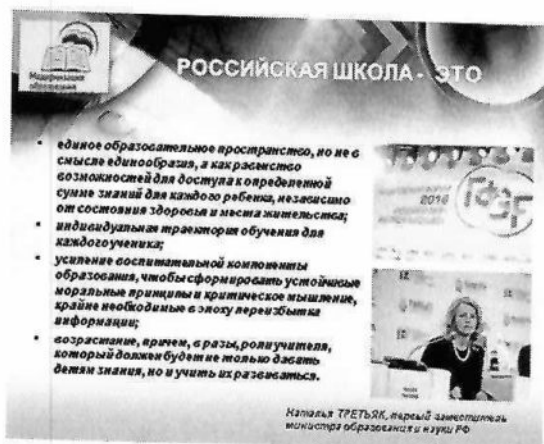 Модернизация
образования
РОССИЙСКАЯ ШКОЛА - ЭТО
единое образовательное пространство, но не в
смысле единообразия, а как равенство
возможностей для доступа к определенной
сумме знаний для каждого ребенка, независимо
от состояния здоровья и места жительства;
индивидуальная траектория обучения для
каждого ученика;
усиление воспитательной компоненты
образования, чтобы сформировать устойчивые
моральные принципы и критическое мышление,
крайне необходимые в эпоху переизбытка
информации;
возрастание, причем, в разы, роли учителя,
который должен будет не только давать
детям знания, но и учить их развиваться.
2016
Наталья ТРЕТЬЯК, первый заместитель
министра образования и науки РФ